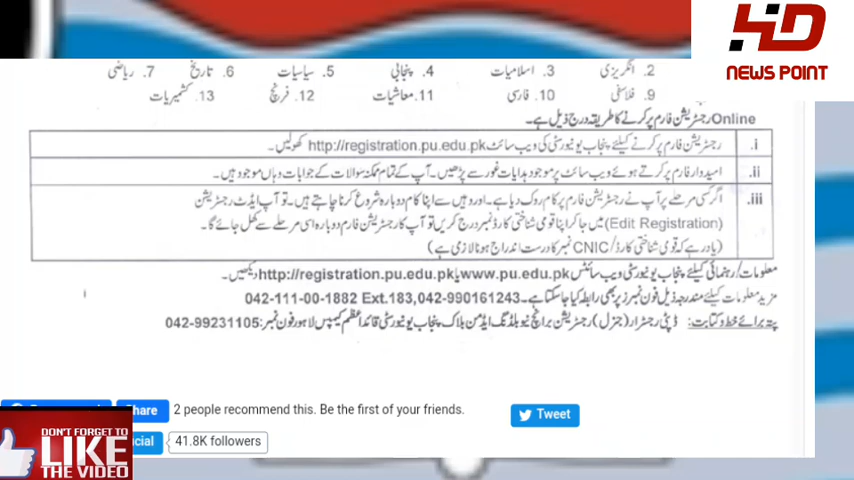 HD
NEWS POINT
2. انگریزی 3. اسلامیات 4. پنجابی 5. سیاسیات 6. تاریخ 7. ریاضی
9. فلاسفی 10. فارسی 11. معاشیات 12. فرنچ 13. کشمیریات
Online رجٹریشن فارم پر کرنے کا طریقہ درج ذیل ہے۔
i. رجٹریشن فارم پر کرنے کیلئے پنجاب یونیورسٹی کی ویب سائٹ http://registration.pu.edu.pk کھولیں۔
ii. امیدوار فارم پر کرتے ہوئے ویب سائٹ پر موجود ہدایات غور سے پڑھیں۔ آپ کے تمام ممکنہ سوالات کے جوابات وہاں موجود ہیں۔
iii. اگر کسی مرحلے پر آپ نے رجٹریشن فارم پر کام روک دیا ہے۔ اور وہیں سے اپنا کام دوبارہ شروع کرنا چاہتے ہیں۔ تو آپ ایڈٹ رجٹریشن
(Edit Registration) میں جا کر اپنا قومی شناختی کارڈ نمبر درج کریں تو آپ کا رجٹریشن فارم دوبارہ اسی مرحلے سے کھل جائے گا۔
(یاد رہے کہ قومی شناختی کارڈ/CNIC نمبر کا درست اندراج ہونا لازمی ہے)
معلومات/رہنمائی کیلئے پنجاب یونیورسٹی ویب سائٹس www.pu.edu.pk یا http://registration.pu.edu.pk دیکھیں۔
مزید معلومات کیلئے مندرجہ ذیل فون نمبرز پر بھی رابطہ کیا جا سکتا ہے۔ 042-111-00-1882 Ext.183,042-990161243
پتہ برائے خط و کتابت: ڈپٹی رجٹرار (جنرل) رجٹریشن برانچ نیو بلڈنگ ایڈمن بلاک پنجاب یونیورسٹی قائداعظم کیمپس لاہور فون نمبر: 042-99231105
Share 2 people recommend this. Be the first of your friends.
Tweet
41.8K followers
DON'T FORGET TO
LIKE
THE VIDEO